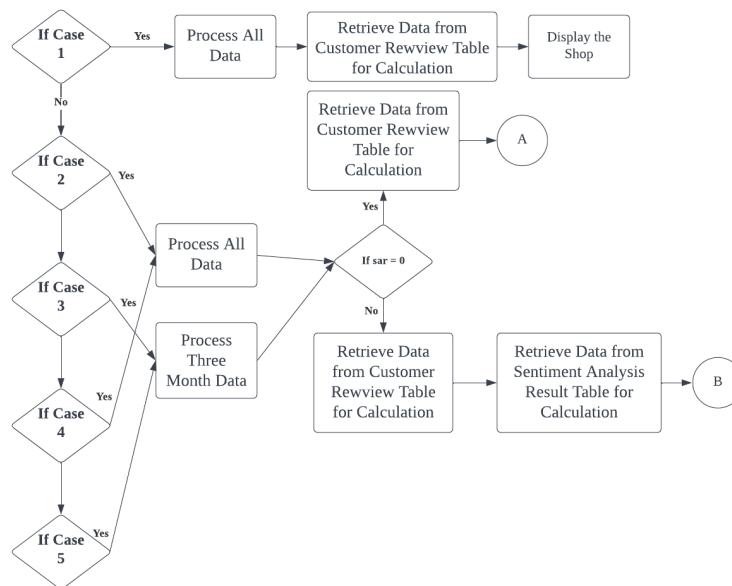 If Case
1
Yes
Process All
Data
Retrieve Data from
Customer Rewview Table
for Calculation
Display the
Shop
No
If Case
2
Yes
Retrieve Data from
Customer Rewview
Table for
Calculation
A
Yes
Process All
Data
If sar = 0
If Case
3
Yes
No
Process
Three
Month Data
Retrieve Data
from Customer
Rewview Table
for Calculation
Retrieve Data from
Sentiment Analysis
Result Table for
Calculation
B
If Case
4
Yes
If Case
5
Yes